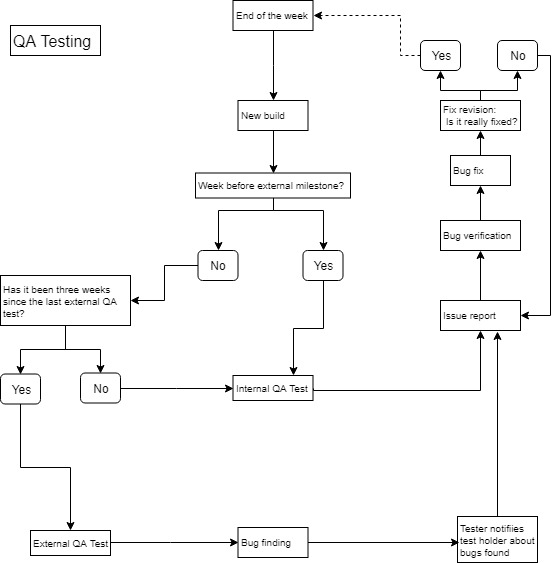 QA Testing
End of the week
Yes
No
New build
Fix revision:
Is it really fixed?
Bug fix
Week before external milestone?
Bug verification
No
Yes
Has it been three weeks
since the last external QA
test?
Issue report
Yes
No
Internal QA Test
External QA Test
Bug finding
Tester notifiies
test holder about
bugs found